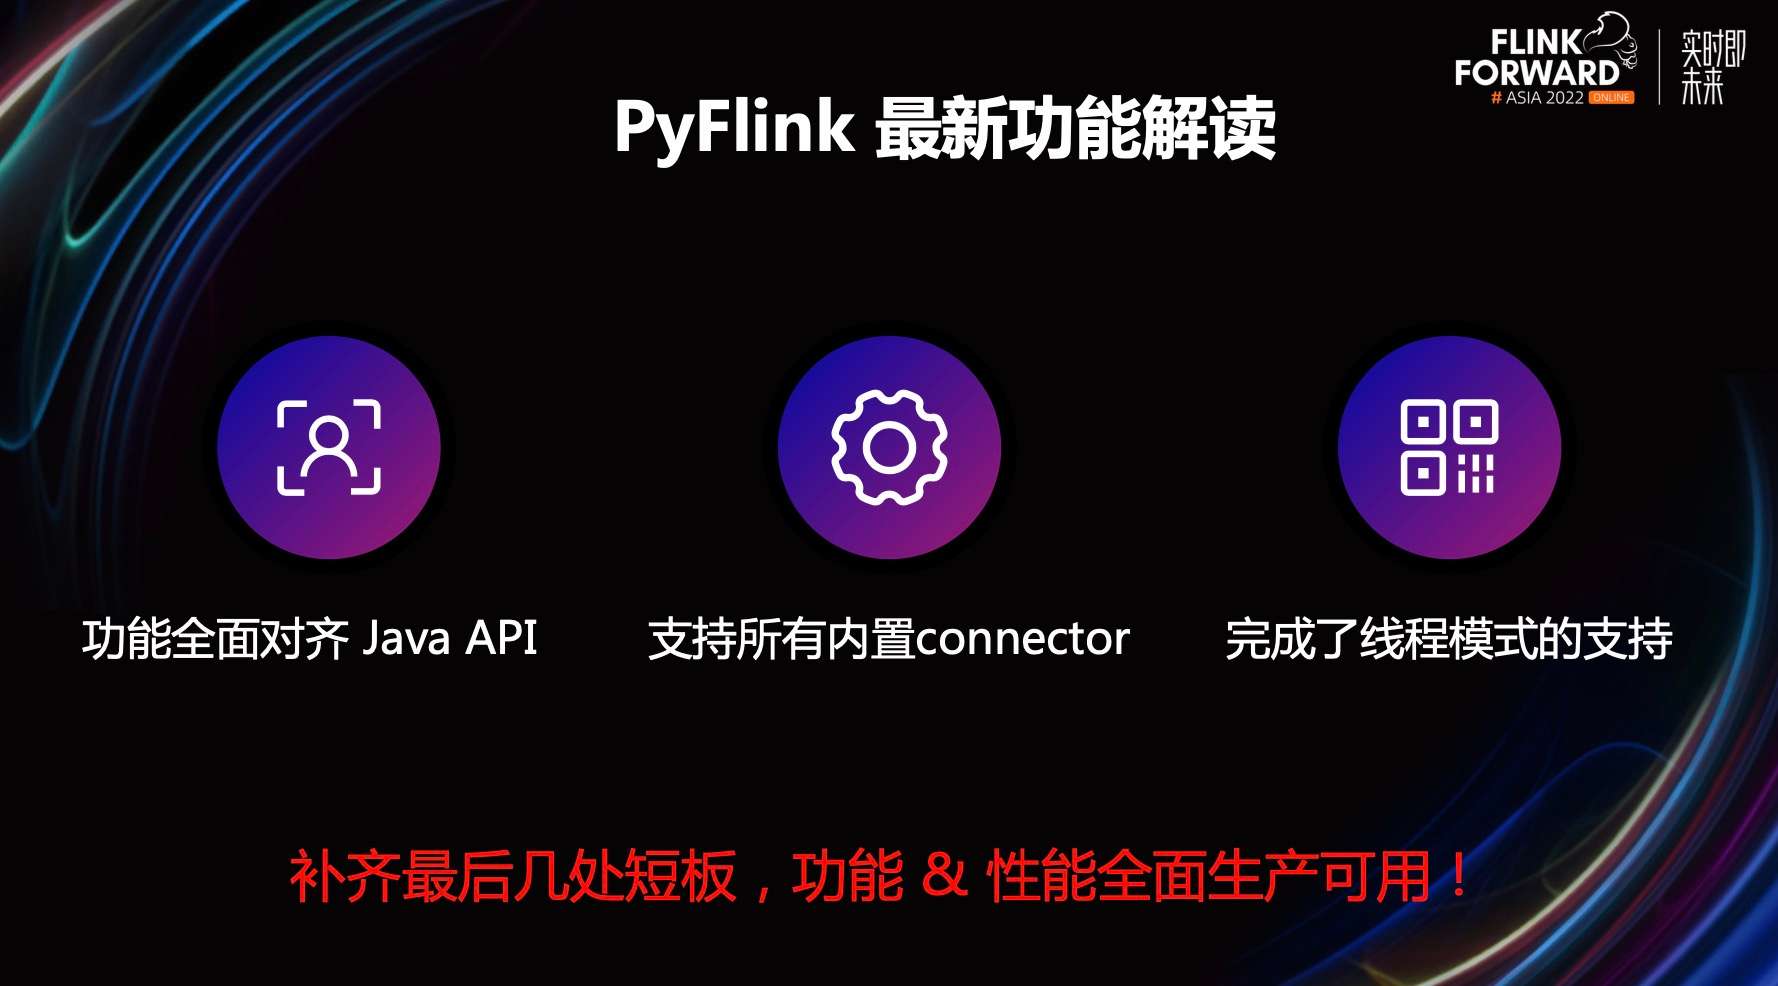 FLINK
FORWARD
# ASIA 2022 ONLINE
实时即
未来
PyFlink 最新功能解读
功能全面对齐 Java API
支持所有内置connector
完成了线程模式的支持
补齐最后几处短板，功能 & 性能全面生产可用！